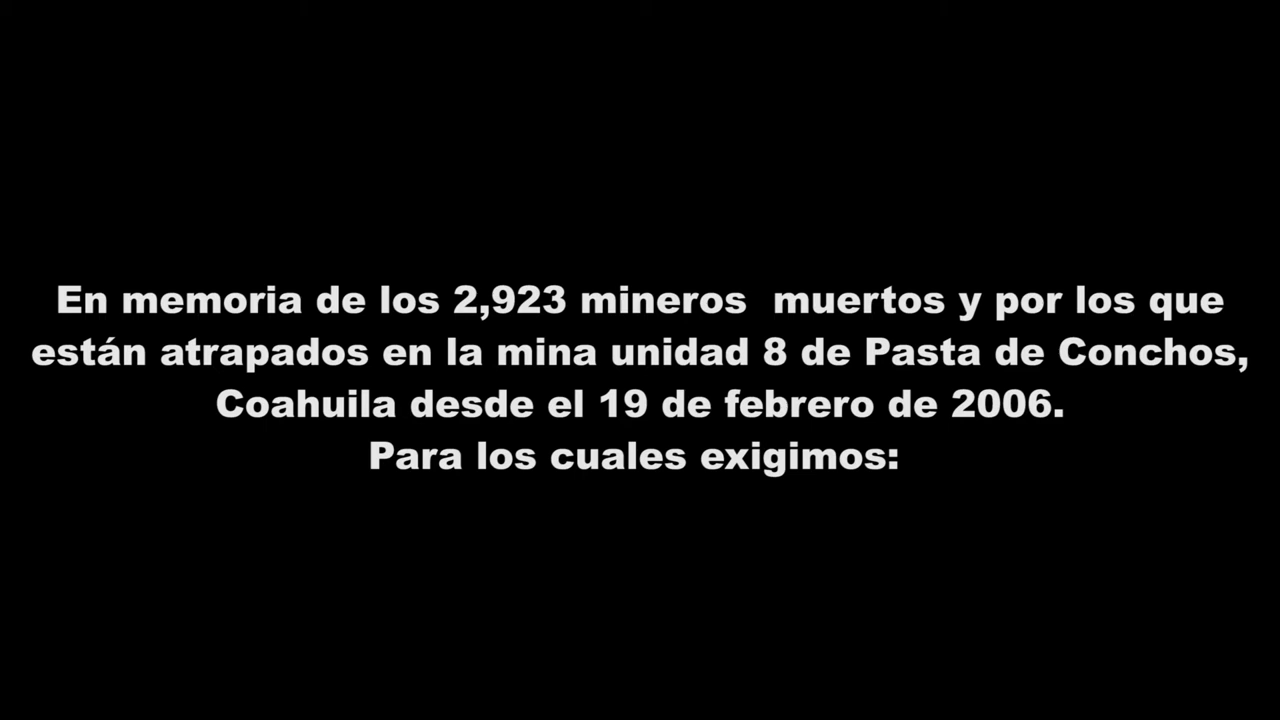 En memoria de los 2,923 mineros  muertos y por los que
están atrapados en la mina unidad 8 de Pasta de Conchos,
Coahuila desde el 19 de febrero de 2006.
Para los cuales exigimos: